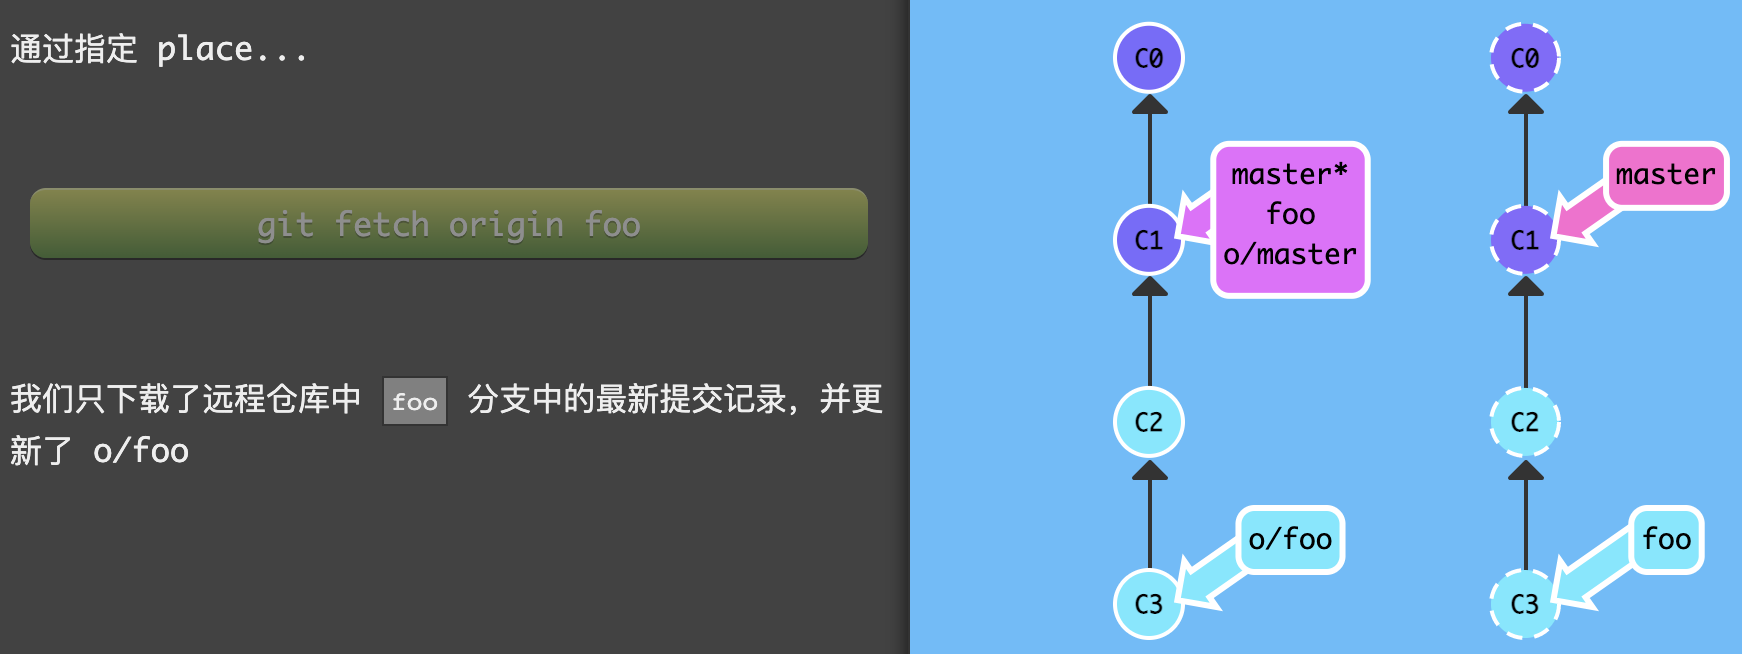 通过指定 place...
git fetch origin foo
我们只下载了远程仓库中 foo 分支中的最新提交记录，并更
新了 o/foo
C0
C0
master*
foo
o/master
master
C1
C1
C2
C2
o/foo
foo
C3
C3